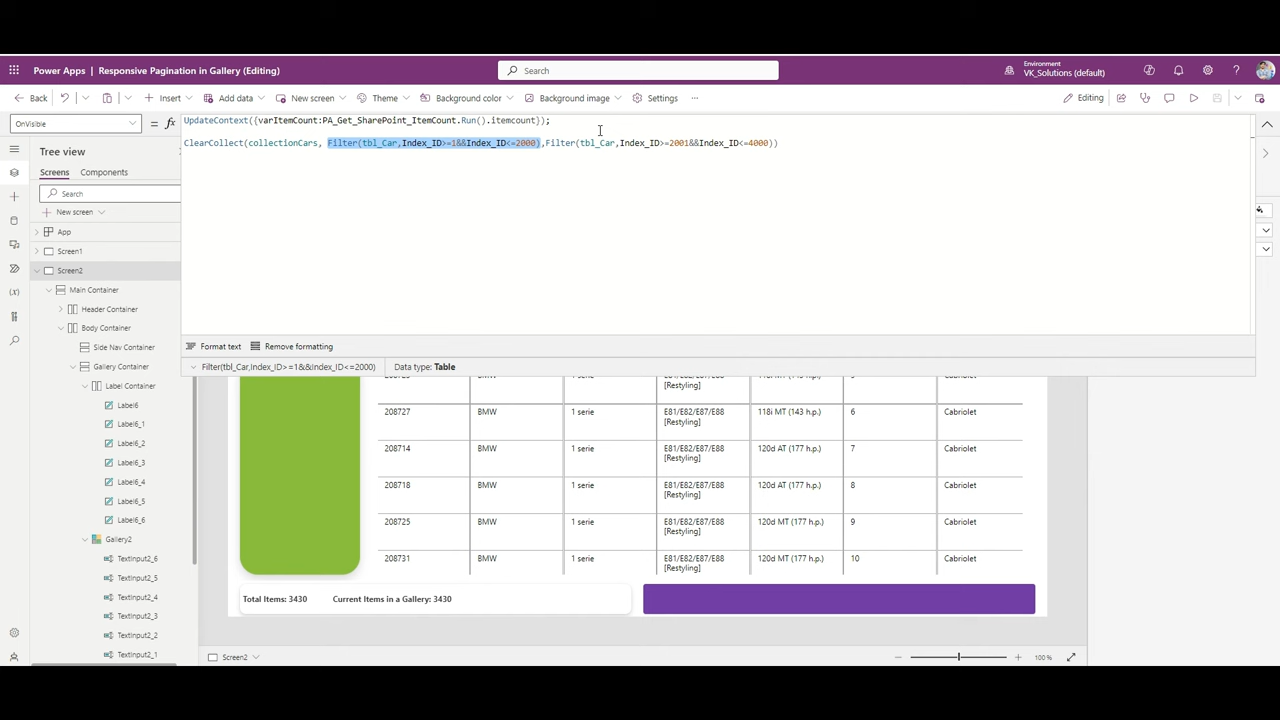 Power Apps | Responsive Pagination in Gallery (Editing)
Search
Environment
VK_Solutions (default)
Back
Insert
Add data
New screen
Theme
Background color
Background image
Settings
Editing
OnVisible
= fx
UpdateContext({varItemCount:PA_Get_SharePoint_ItemCount.Run().itemcount});
ClearCollect(collectionCars, Filter(tbl_Car,Index_ID>=1&&Index_ID<=2000),Filter(tbl_Car,Index_ID>=2001&&Index_ID<=4000))
Format text
Remove formatting
Filter(tbl_Car,Index_ID>=1&&Index_ID<=2000)
Data type: Table
Tree view
Screens
Components
Search
New screen
App
Screen1
Screen2
Main Container
Header Container
Body Container
Side Nav Container
Gallery Container
Label Container
Label6
Label6_1
Label6_2
Label6_3
Label6_4
Label6_5
Label6_6
Gallery2
TextInput2_6
TextInput2_5
TextInput2_4
TextInput2_3
TextInput2_2
TextInput2_1
[Restyling]
208727 BMW 1 serie E81/E82/E87/E88 118i MT (143 h.p.) 6 Cabriolet
[Restyling]
208714 BMW 1 serie E81/E82/E87/E88 120d AT (177 h.p.) 7 Cabriolet
[Restyling]
208718 BMW 1 serie E81/E82/E87/E88 120d AT (177 h.p.) 8 Cabriolet
[Restyling]
208725 BMW 1 serie E81/E82/E87/E88 120d MT (177 h.p.) 9 Cabriolet
[Restyling]
208731 BMW 1 serie E81/E82/E87/E88 120d MT (177 h.p.) 10 Cabriolet
[Restyling]
Total Items: 3430
Current Items in a Gallery: 3430
Screen2
100 %